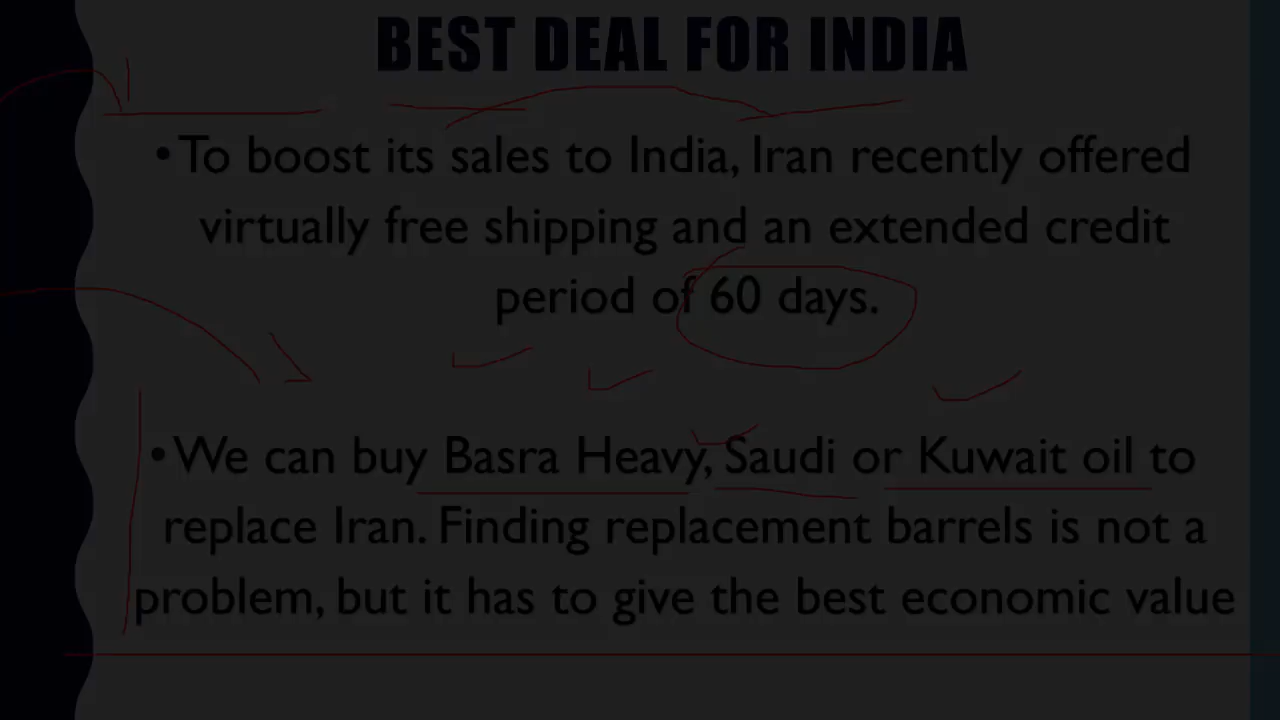 BEST DEAL FOR INDIA
•To boost its sales to India, Iran recently offered
virtually free shipping and an extended credit
period of 60 days.
•We can buy Basra Heavy, Saudi or Kuwait oil to
replace Iran. Finding replacement barrels is not a
problem, but it has to give the best economic value